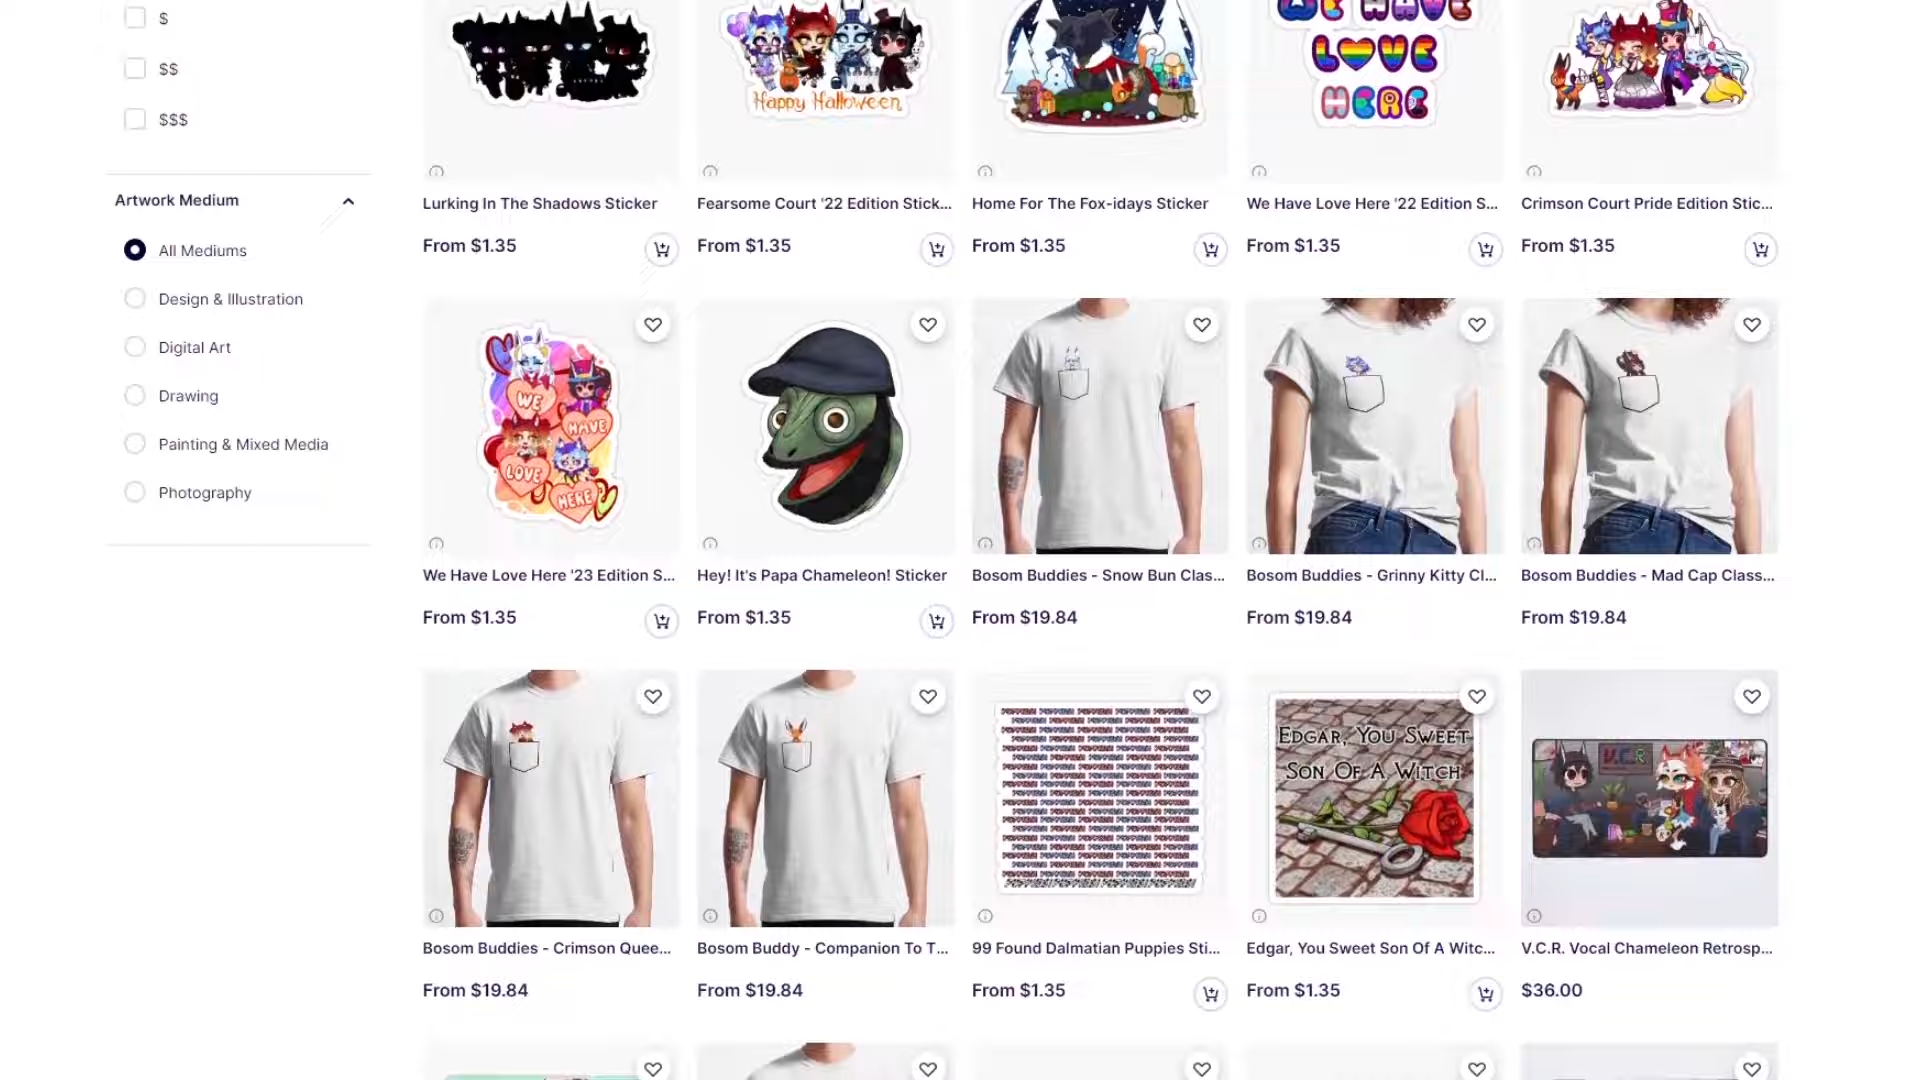 $
$$
$$$
Artwork Medium
All Mediums
Design & Illustration
Digital Art
Drawing
Painting & Mixed Media
Photography
Happy Halloween
WE HAVE
LOVE
HERE
Lurking In The Shadows Sticker
Fearsome Court '22 Edition Stick...
Home For The Fox-idays Sticker
We Have Love Here '22 Edition S...
Crimson Court Pride Edition Stic...
From $1.35
From $1.35
From $1.35
From $1.35
From $1.35
WE
HAVE
LOVE
HERE
We Have Love Here '23 Edition S...
Hey! It's Papa Chameleon! Sticker
Bosom Buddies - Snow Bun Clas...
Bosom Buddies - Grinny Kitty Cl...
Bosom Buddies - Mad Cap Class...
From $1.35
From $1.35
From $19.84
From $19.84
From $19.84
Edgar, You Sweet
Son Of A Witch
V.C.R
Bosom Buddies - Crimson Quee...
Bosom Buddy - Companion To T...
99 Found Dalmatian Puppies Sti...
Edgar, You Sweet Son Of A Witc...
V.C.R. Vocal Chameleon Retrosp...
From $19.84
From $19.84
From $1.35
From $1.35
$36.00